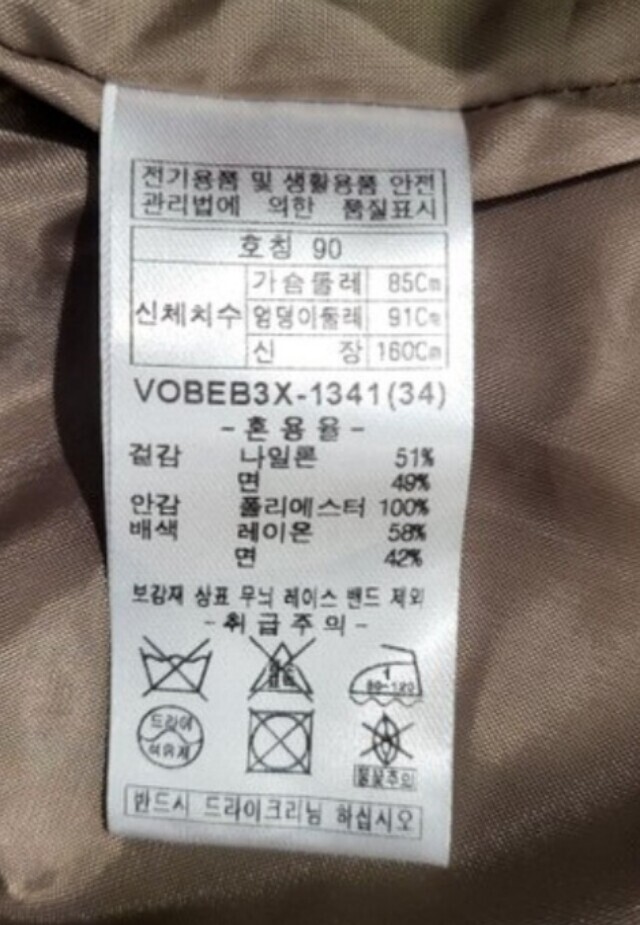 전기용품 및 생활용품 안전
관리법에 의한 품질표시
호칭 90
신체치수
가슴둘레 85Cm
엉덩이둘레 91Cm
신 장 160Cm
VOBEB3X-1341(34)
-혼용율-
겉감 나일론 51%
면 49%
안감 폴리에스터 100%
배색 레이온 58%
면 42%
보강재 상표 무늬 레이스 밴드 제외
-취급주의-
1
80-120
드라이
석유제
불꽃주의
반드시 드라이크리닝 하십시오